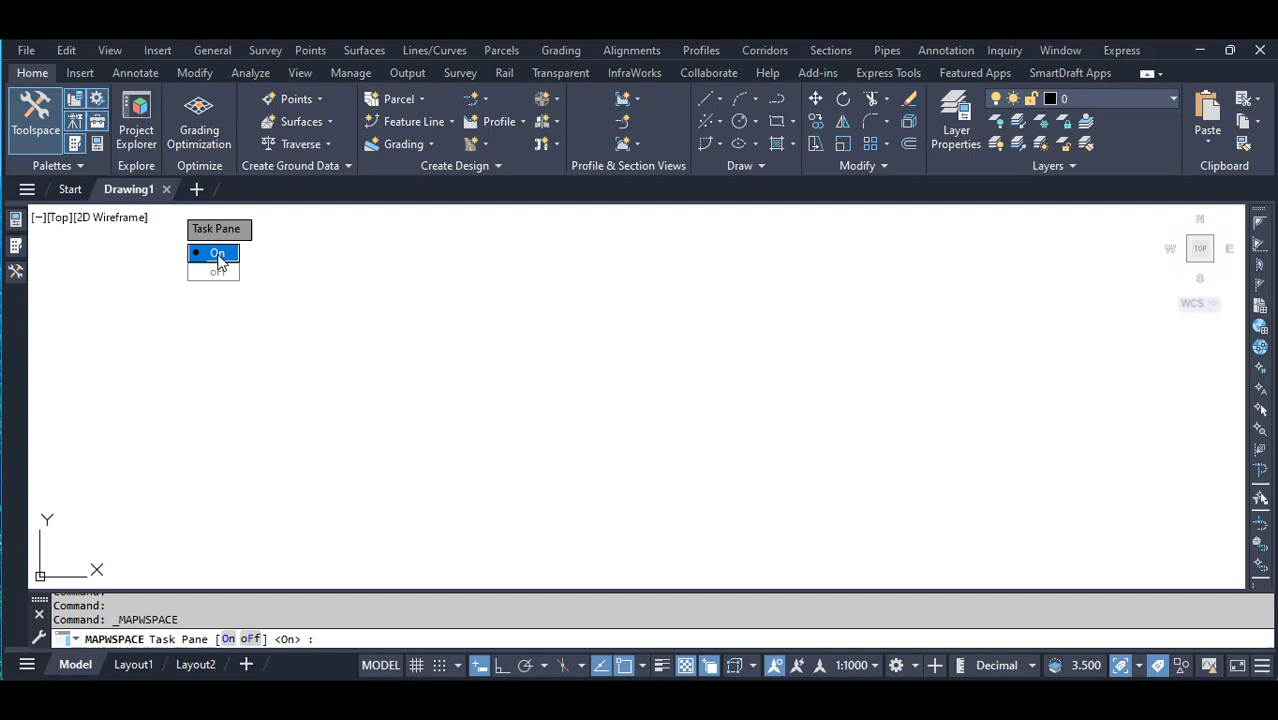 File Edit View Insert General Survey Points Surfaces Lines/Curves Parcels Grading Alignments Profiles Corridors Sections Pipes Annotation Inquiry Window Express
Home Insert Annotate Modify Analyze View Manage Output Survey Rail Transparent InfraWorks Collaborate Help Add-ins Express Tools Featured Apps SmartDraft Apps
Toolspace
Project Explorer
Grading Optimization
Points
Surfaces
Traverse
Parcel
Feature Line
Grading
Profile
Layer Properties
0
Paste
Palettes Explore Optimize Create Ground Data Create Design Profile & Section Views Draw Modify Layers Clipboard
Start Drawing1
[−][Top][2D Wireframe]
Task Pane
On
oFf
N
W TOP E
S
WCS
Y
X
Command:
Command:
Command: _MAPWSPACE
MAPWSPACE Task Pane [On oFf] <On> :
Model Layout1 Layout2 MODEL 1:1000 Decimal 3.500